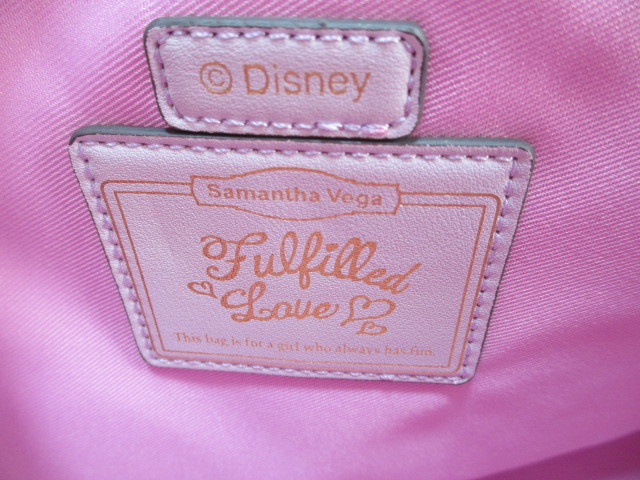 © Disney
Samantha Vega
Fulfilled
Love
This bag is for a girl who always has fun.